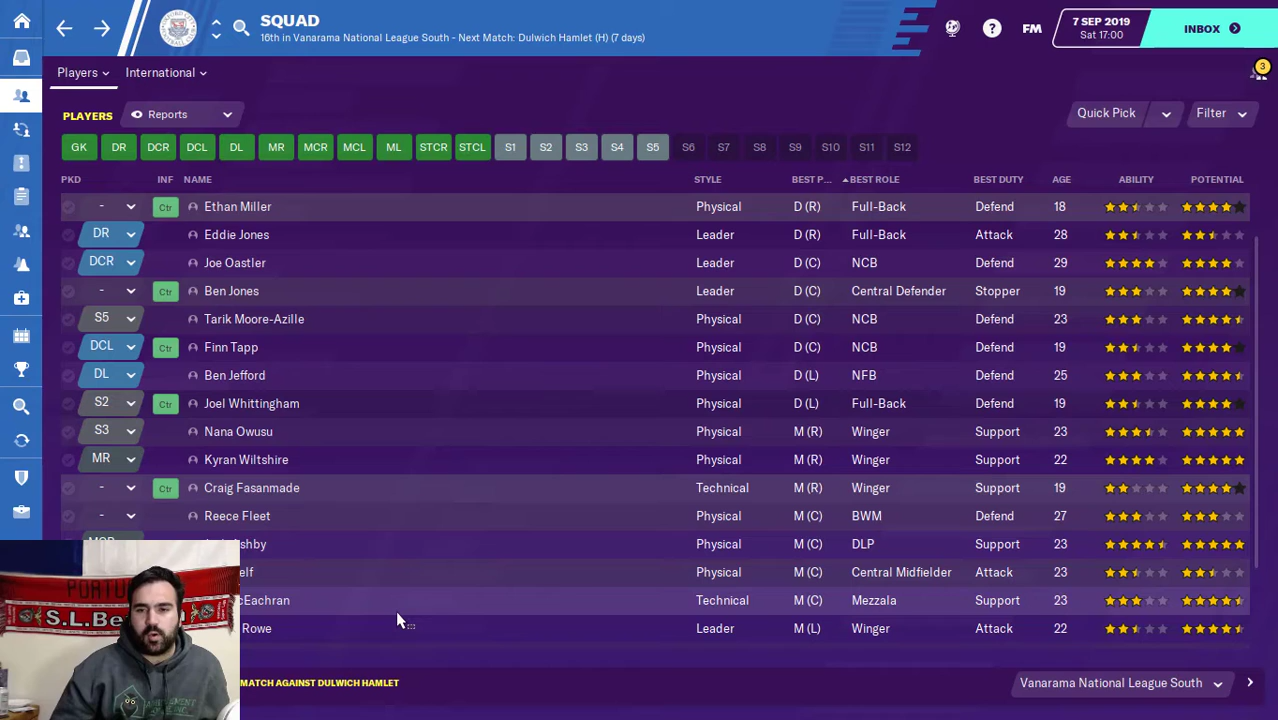 SQUAD
16th in Vanarama National League South - Next Match: Dulwich Hamlet (H) (7 days)
? FM
7 SEP 2019
Sat 17:00
INBOX
Players International
3
PLAYERS Reports
Quick Pick Filter
GK DR DCR DCL DL MR MCR MCL ML STCR STCL S1 S2 S3 S4 S5 S6 S7 S8 S9 S10 S11 S12
PKD INF NAME STYLE BEST P... BEST ROLE BEST DUTY AGE ABILITY POTENTIAL
- Ctr Ethan Miller Physical D (R) Full-Back Defend 18
DR Eddie Jones Leader D (R) Full-Back Attack 28
DCR Joe Oastler Leader D (C) NCB Defend 29
- Ctr Ben Jones Leader D (C) Central Defender Stopper 19
S5 Tarik Moore-Azille Physical D (C) NCB Defend 23
DCL Ctr Finn Tapp Physical D (C) NCB Defend 19
DL Ben Jefford Physical D (L) NFB Defend 25
S2 Ctr Joel Whittingham Physical D (L) Full-Back Defend 19
S3 Nana Owusu Physical M (R) Winger Support 23
MR Kyran Wiltshire Physical M (R) Winger Support 22
- Ctr Craig Fasanmade Technical M (R) Winger Support 19
- Reece Fleet Physical M (C) BWM Defend 27
Physical M (C) DLP Support 23
Physical M (C) Central Midfielder Attack 23
Technical M (C) Mezzala Support 23
Rowe Leader M (L) Winger Attack 22
MATCH AGAINST DULWICH HAMLET
Vanarama National League South
PORTU
S.L.Be